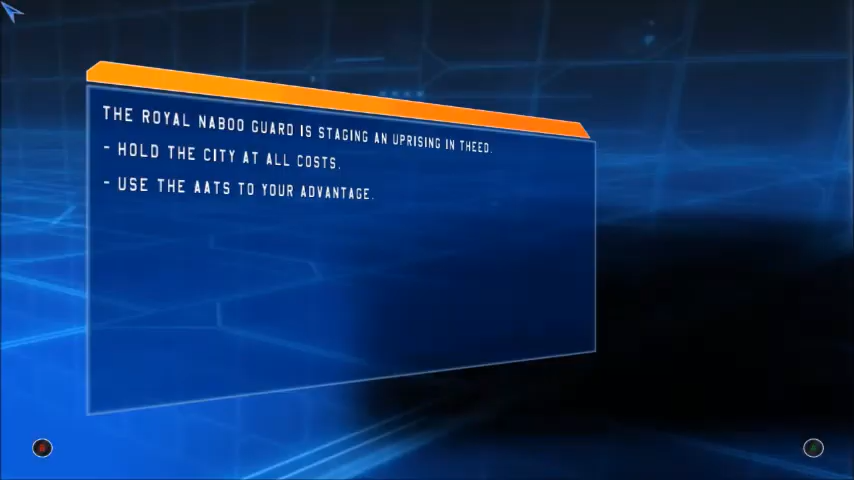 THE ROYAL NABOO GUARD IS STAGING AN UPRISING IN THEED.
- HOLD THE CITY AT ALL COSTS.
- USE THE AATS TO YOUR ADVANTAGE.